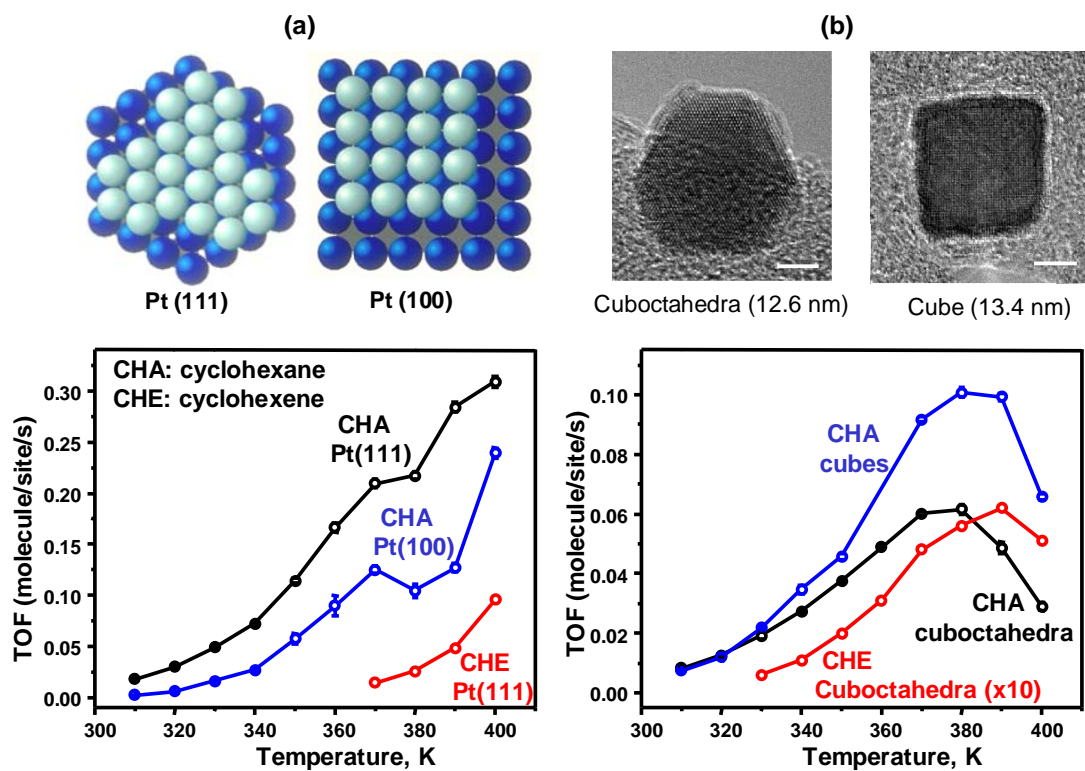 (a)
(b)
Pt (111)
Pt (100)
Cuboctahedra (12.6 nm)
Cube (13.4 nm)
TOF (molecule/site/s)
0.30
0.25
0.20
0.15
0.10
0.05
0.00
CHA: cyclohexane
CHE: cyclohexene
CHA
Pt(111)
CHA
Pt(100)
CHE
Pt(111)
300 320 340 360 380 400
Temperature, K
TOF (molecule/site/s)
0.10
0.08
0.06
0.04
0.02
0.00
CHA
cubes
CHA
cuboctahedra
CHE
Cuboctahedra (x10)
300 320 340 360 380 400
Temperature, K